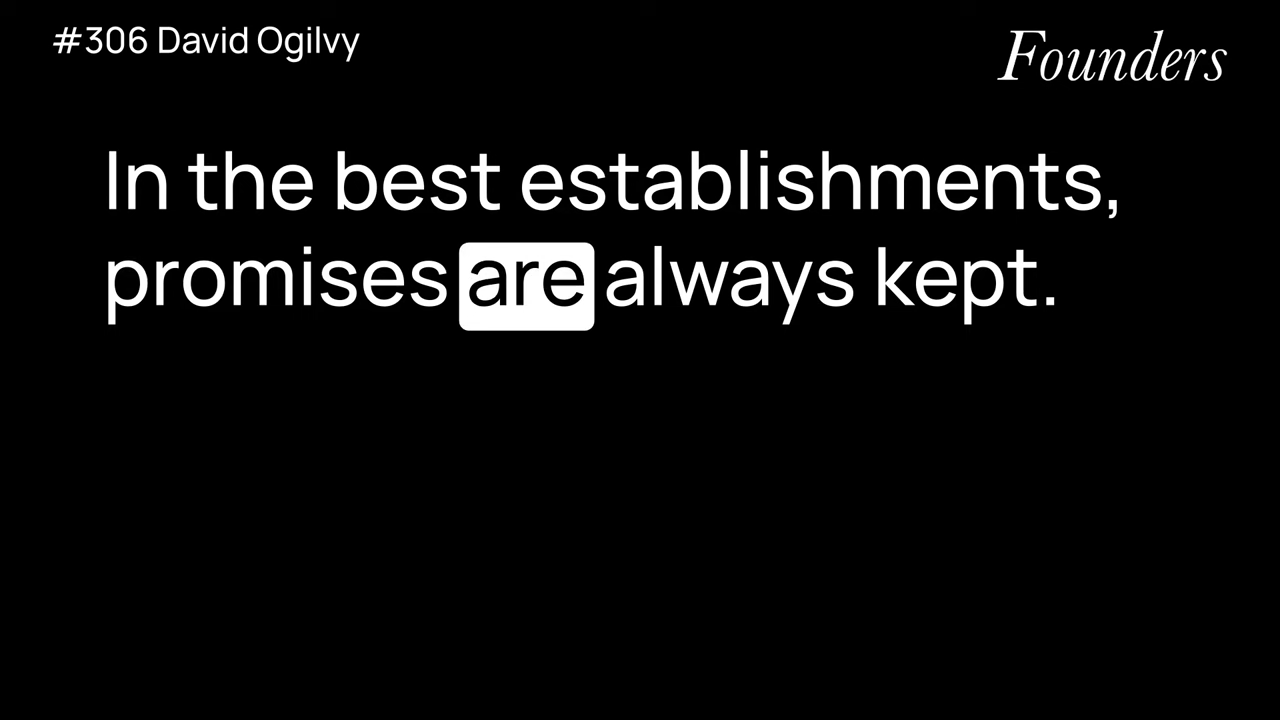 #306 David Ogilvy
Founders
In the best establishments,
promises are always kept.